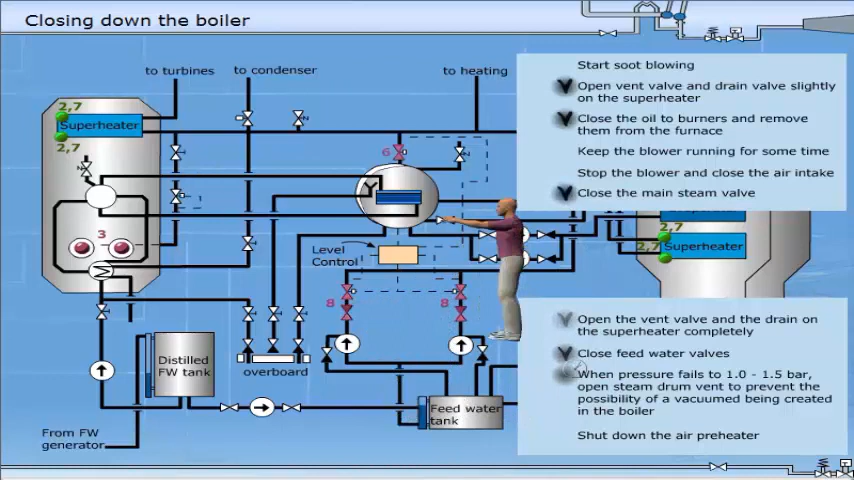 Closing down the boiler
to turbines
to condenser
to heating
2,7
Superheater
2,7
6
3
Level
Control
8
8
Distilled
FW tank
overboard
Feed water
tank
From FW
generator
Superheater
2,7
2,7
Start soot blowing
Open vent valve and drain valve slightly
on the superheater
Close the oil to burners and remove
them from the furnace
Keep the blower running for some time
Stop the blower and close the air intake
Close the main steam valve
Open the vent valve and the drain on
the superheater completely
Close feed water valves
When pressure fails to 1.0 - 1.5 bar,
open steam drum vent to prevent the
possibility of a vacuumed being created
in the boiler
Shut down the air preheater